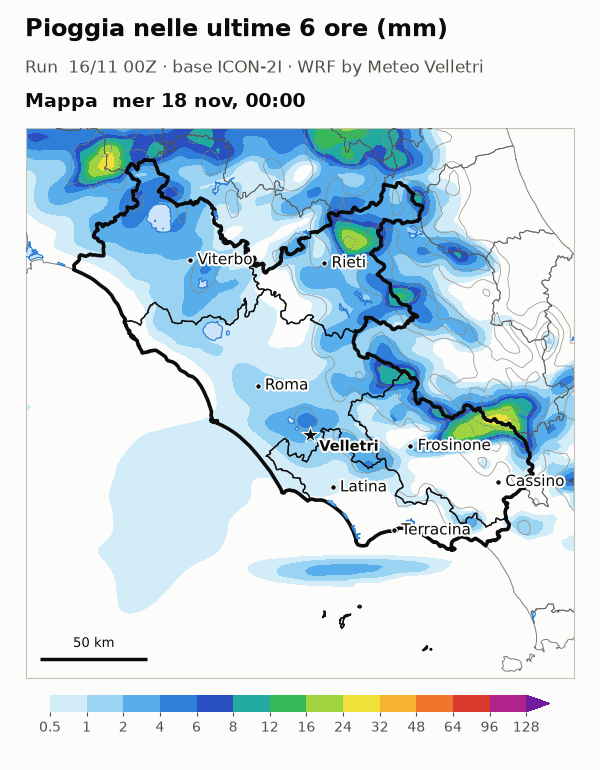 Pioggia nelle ultime 6 ore (mm)
Run 16/11 00Z · base ICON-2I · WRF by Meteo Velletri
Mappa mer 18 nov, 00:00
Viterbo
Rieti
Roma
Velletri
Frosinone
Latina
Cassino
Terracina
50 km
0.5 1 2 4 6 8 12 16 24 32 48 64 96 128